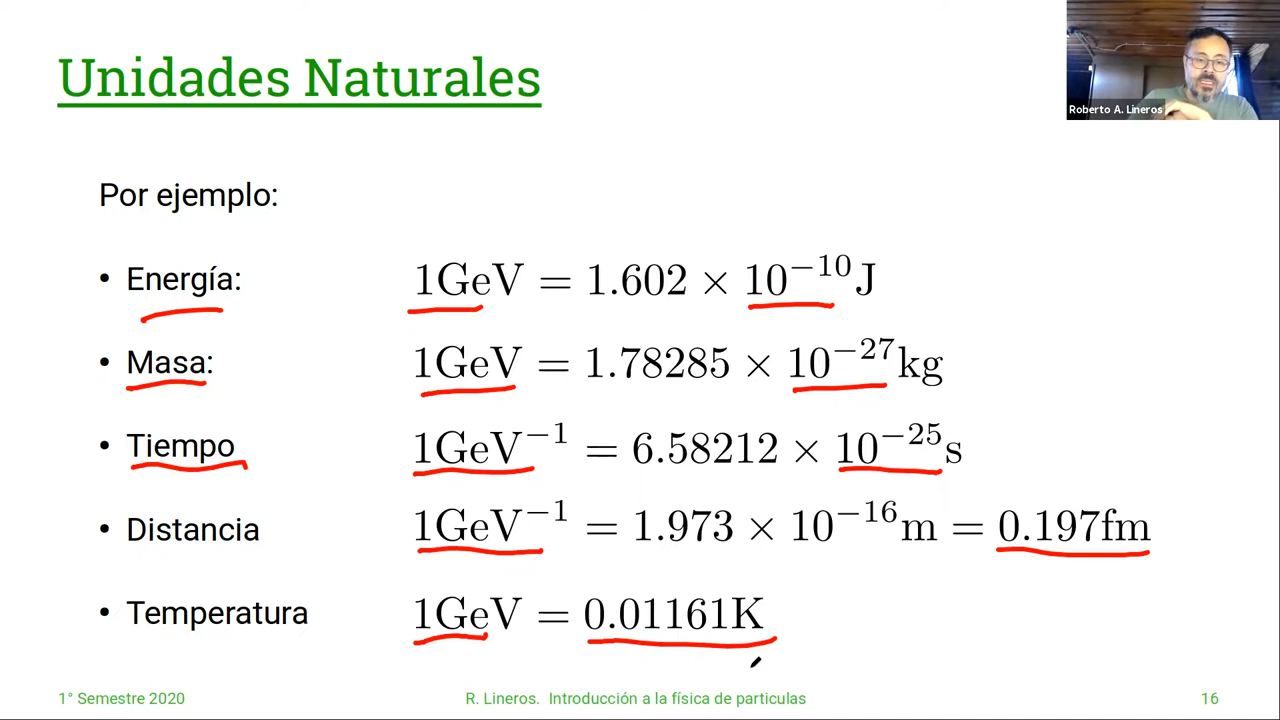 Unidades Naturales
Roberto A. Lineros
Por ejemplo:
• Energía: 1GeV = 1.602 × 10⁻¹⁰J
• Masa: 1GeV = 1.78285 × 10⁻²⁷kg
• Tiempo 1GeV⁻¹ = 6.58212 × 10⁻²⁵s
• Distancia 1GeV⁻¹ = 1.973 × 10⁻¹⁶m = 0.197fm
• Temperatura 1GeV = 0.01161K
1° Semestre 2020 R. Lineros. Introducción a la física de particulas 16